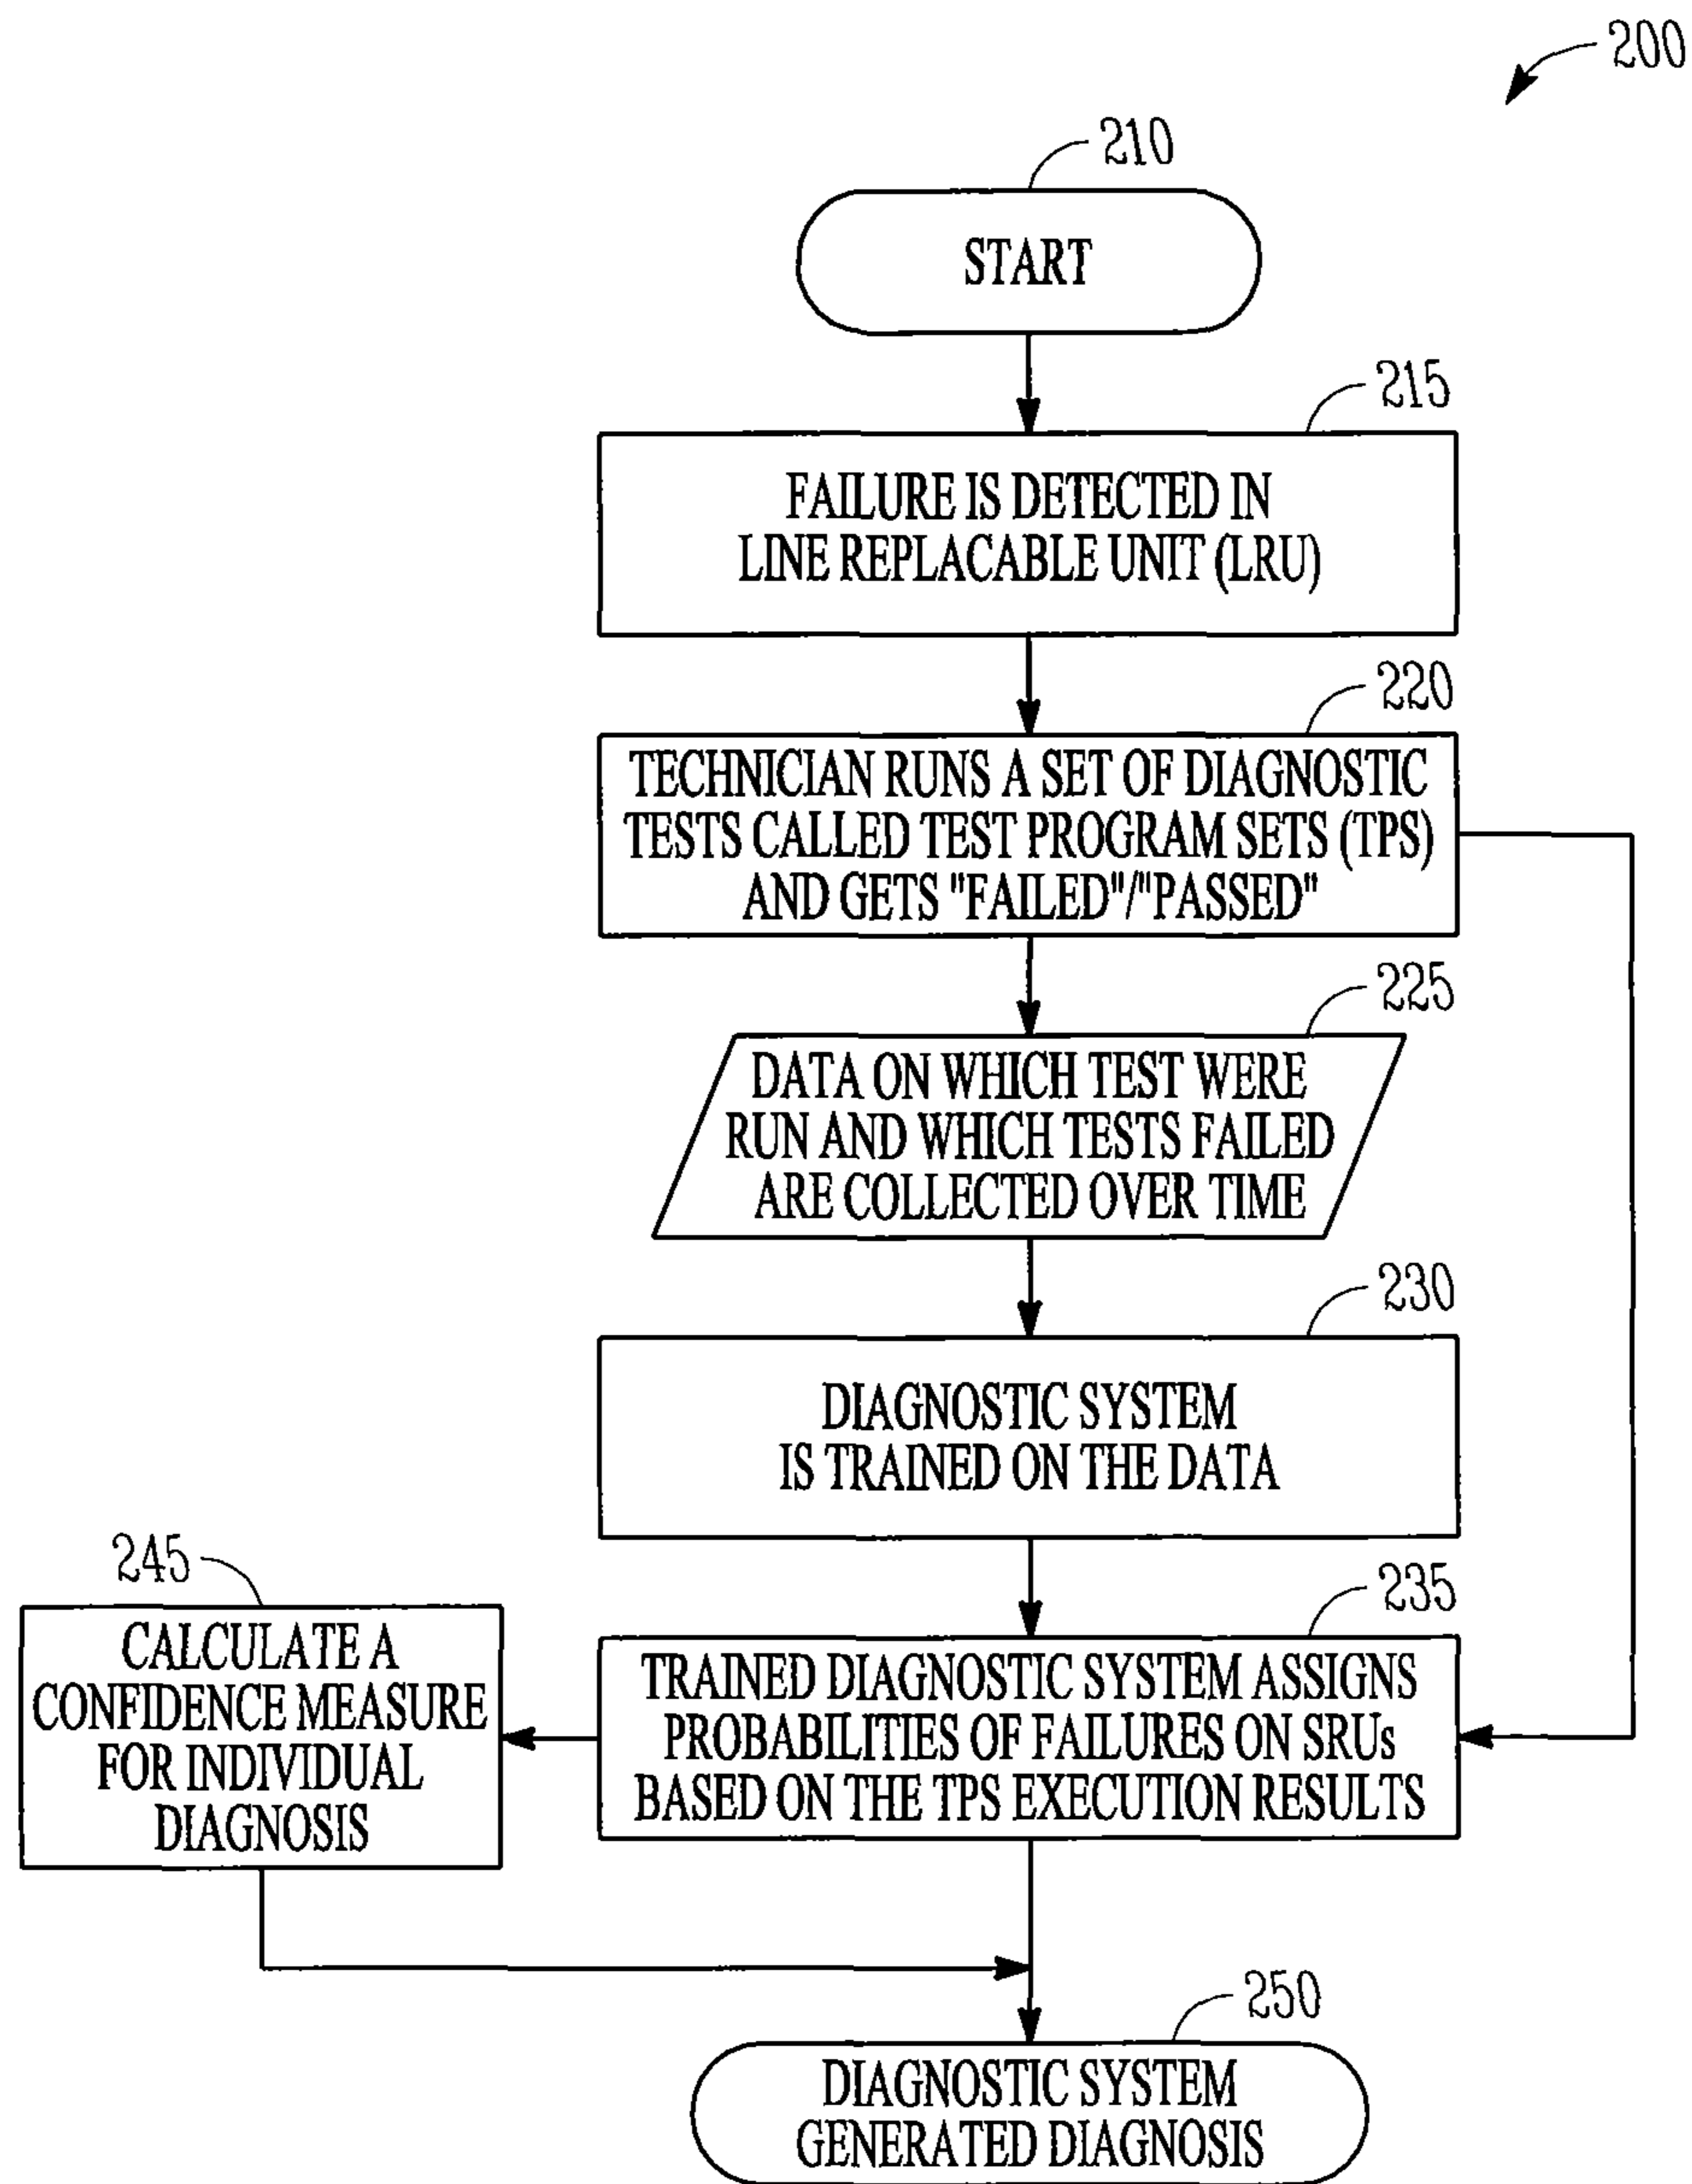 200
210
START
215
FAILURE IS DETECTED IN
LINE REPLACABLE UNIT (LRU)
220
TECHNICIAN RUNS A SET OF DIAGNOSTIC
TESTS CALLED TEST PROGRAM SETS (TPS)
AND GETS "FAILED"/"PASSED"
225
DATA ON WHICH TEST WERE
RUN AND WHICH TESTS FAILED
ARE COLLECTED OVER TIME
230
DIAGNOSTIC SYSTEM
IS TRAINED ON THE DATA
235
TRAINED DIAGNOSTIC SYSTEM ASSIGNS
PROBABILITIES OF FAILURES ON SRUs
BASED ON THE TPS EXECUTION RESULTS
245
CALCULATE A
CONFIDENCE MEASURE
FOR INDIVIDUAL
DIAGNOSIS
250
DIAGNOSTIC SYSTEM
GENERATED DIAGNOSIS